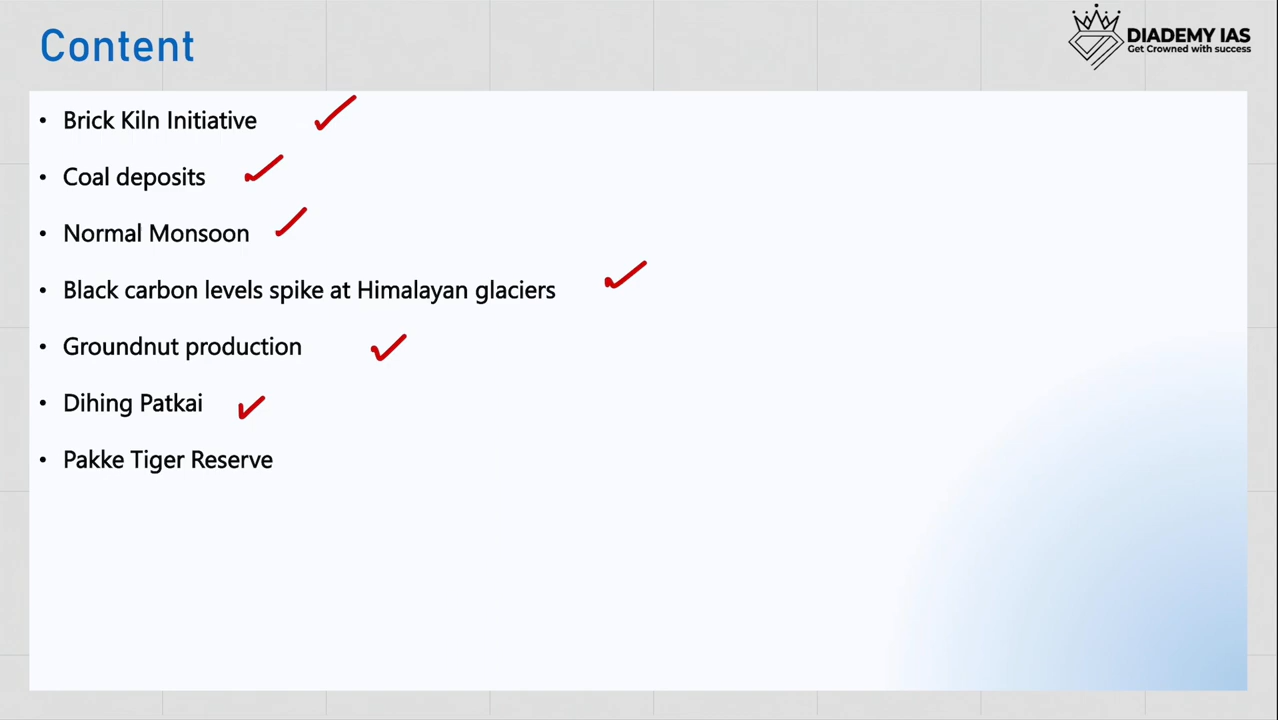 Content
DIADEMY IAS
Get Crowned with success
• Brick Kiln Initiative
• Coal deposits
• Normal Monsoon
• Black carbon levels spike at Himalayan glaciers
• Groundnut production
• Dihing Patkai
• Pakke Tiger Reserve